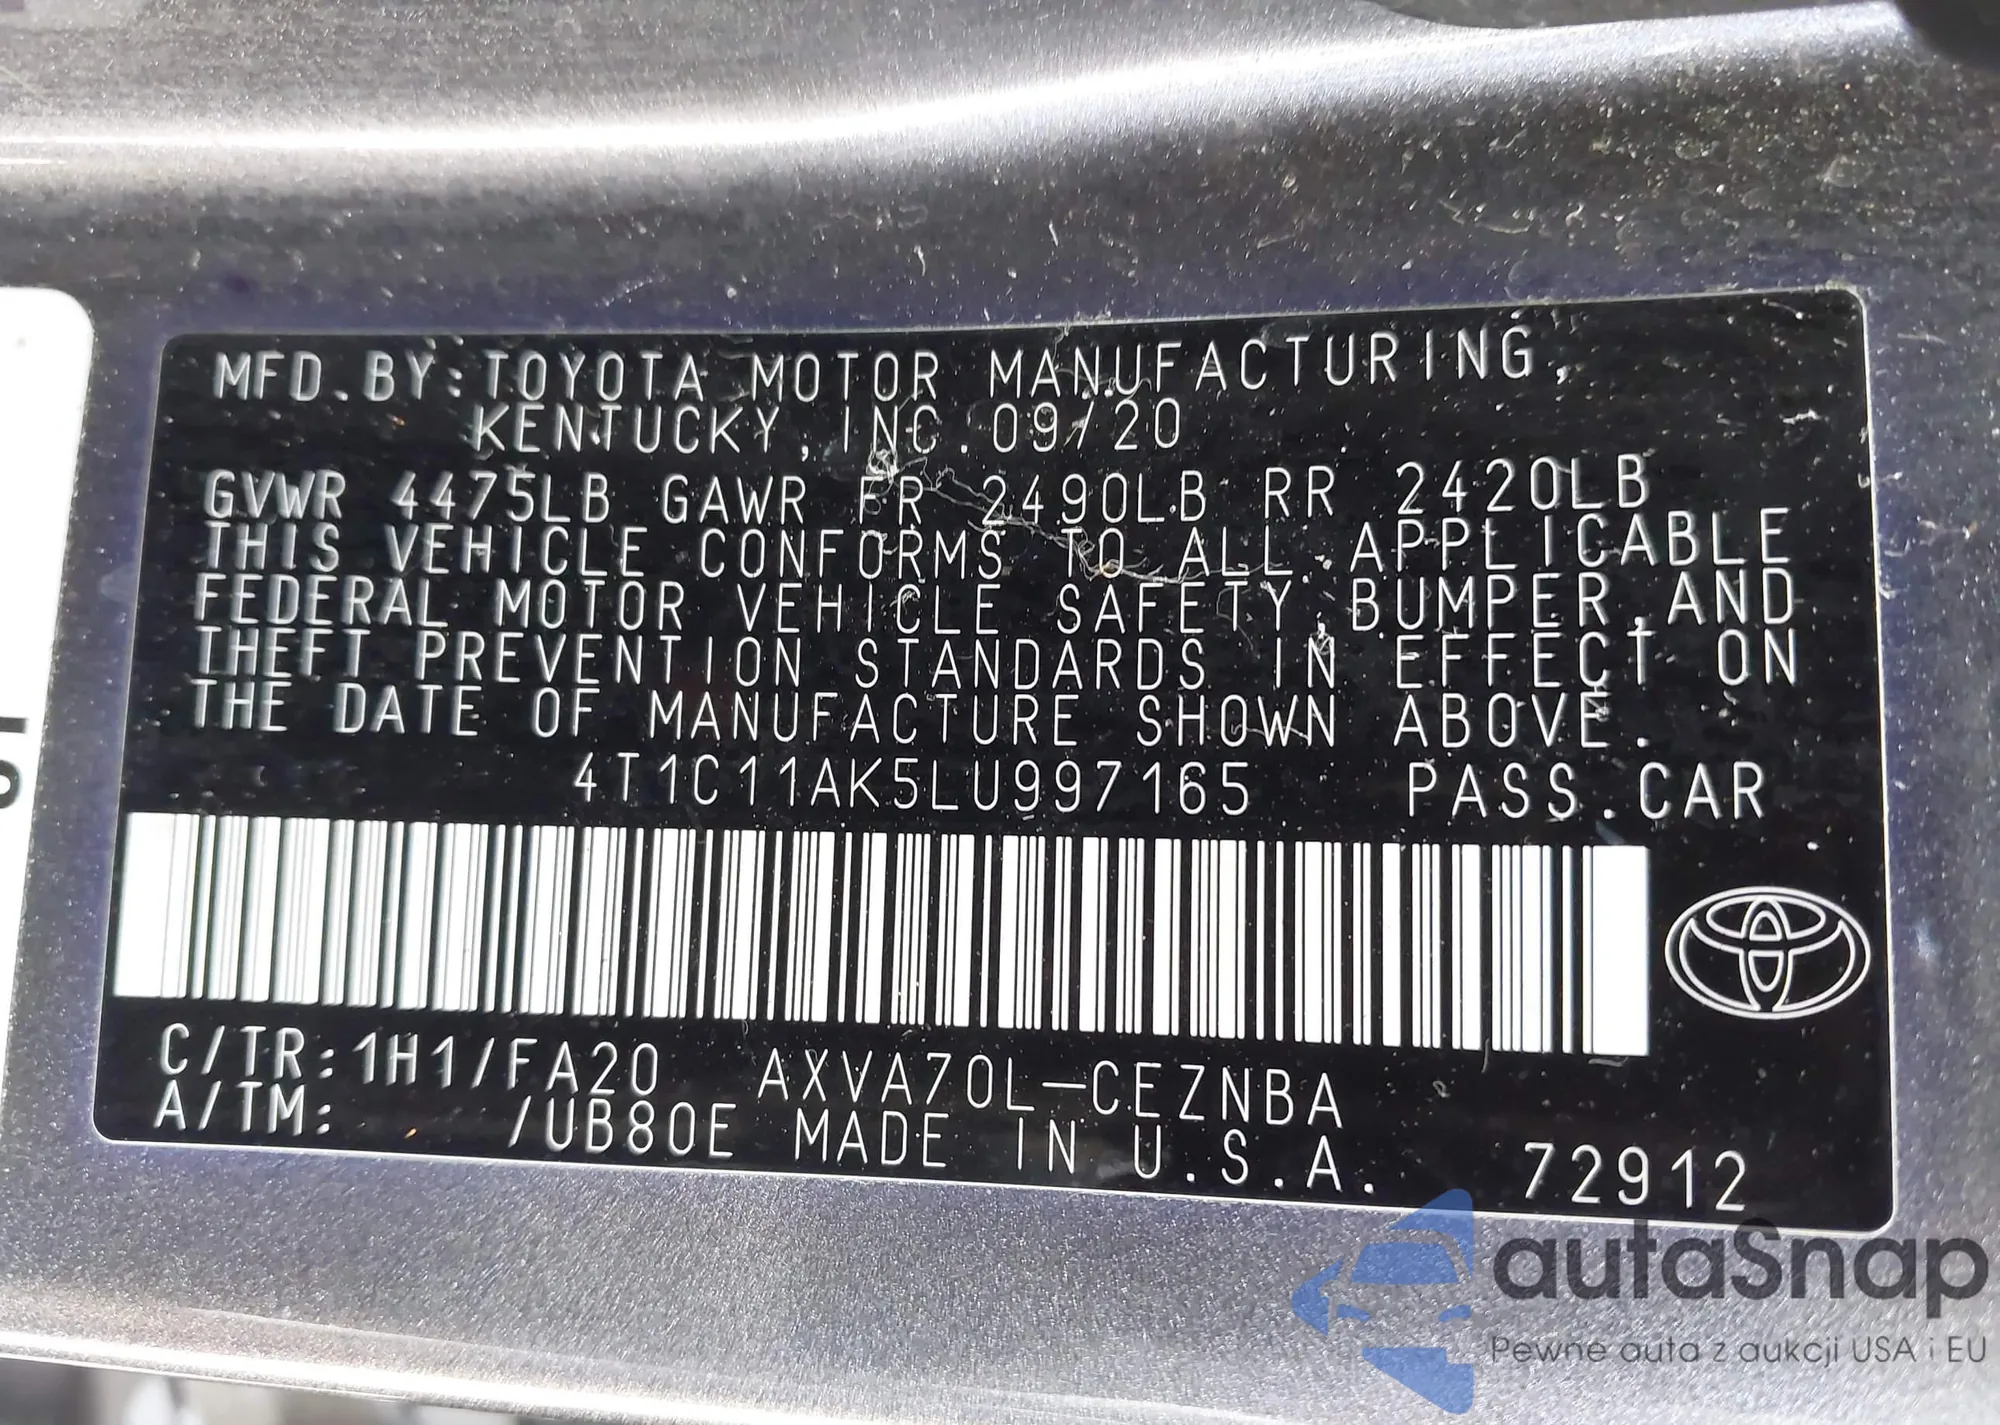 MFD.BY:TOYOTA MOTOR MANUFACTURING,
KENTUCKY,INC.09/20
GVWR 4475LB GAWR FR 2490LB RR 2420LB
THIS VEHICLE CONFORMS TO ALL APPLICABLE
FEDERAL MOTOR VEHICLE SAFETY,BUMPER,AND
THEFT PREVENTION STANDARDS IN EFFECT ON
THE DATE OF MANUFACTURE SHOWN ABOVE.
4T1C11AK5LU997165 PASS.CAR
C/TR:1H1/FA20 AXVA70L-CEZNBA
A/TM: /UB80E MADE IN U.S.A. 72912
autaSnap
Pewne auta z aukcji USA i EU